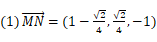 (1) $\overrightarrow{MN} = (1 - \frac{\sqrt{2}}{4}, \frac{\sqrt{2}}{4}, -1)$